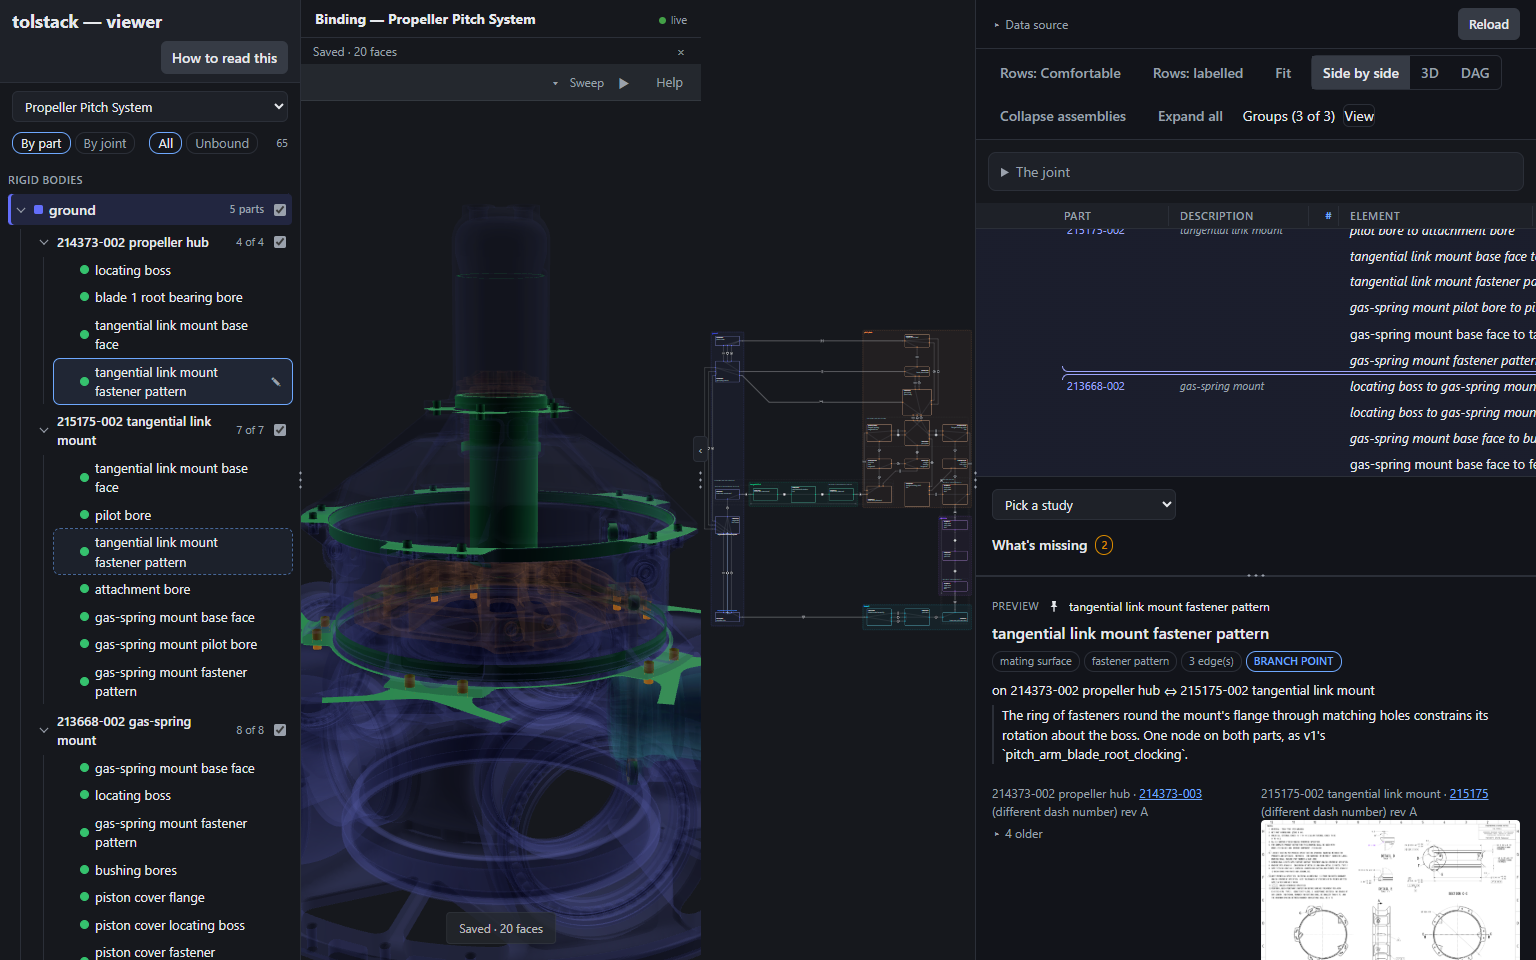 tolstack — viewer
How to read this
Propeller Pitch System
By part
By joint
All
Unbound
65
RIGID BODIES
ground
5 parts
214373-002 propeller hub
4 of 4
locating boss
blade 1 root bearing bore
tangential link mount base
face
tangential link mount
fastener pattern
215175-002 tangential link
mount
7 of 7
tangential link mount base
face
pilot bore
tangential link mount
fastener pattern
attachment bore
gas-spring mount base face
gas-spring mount pilot bore
gas-spring mount fastener
pattern
213668-002 gas-spring
mount
8 of 8
gas-spring mount base face
locating boss
gas-spring mount fastener
pattern
bushing bores
piston cover flange
piston cover locating boss
piston cover fastener
Binding — Propeller Pitch System
live
Saved · 20 faces
×
Sweep
Help
Saved · 20 faces
Data source
Reload
Rows: Comfortable
Rows: labelled
Fit
Side by side
3D
DAG
Collapse assemblies
Expand all
Groups (3 of 3)
View
The joint
PART
DESCRIPTION
#
ELEMENT
215175-002
tangential link mount
pilot bore to attachment bore
tangential link mount base face t
tangential link mount fastener pa
gas-spring mount pilot bore to pi
gas-spring mount base face to ta
gas-spring mount fastener patter
213668-002
gas-spring mount
locating boss to gas-spring moun
locating boss to gas-spring moun
gas-spring mount base face to bu
gas-spring mount base face to fe
Pick a study
What's missing
2
PREVIEW
tangential link mount fastener pattern
tangential link mount fastener pattern
mating surface
fastener pattern
3 edge(s)
BRANCH POINT
on 214373-002 propeller hub ⇔ 215175-002 tangential link mount
The ring of fasteners round the mount's flange through matching holes constrains its
rotation about the boss. One node on both parts, as v1's
`pitch_arm_blade_root_clocking`.
214373-002 propeller hub · 214373-003
(different dash number) rev A
4 older
215175-002 tangential link mount · 215175
(different dash number) rev A